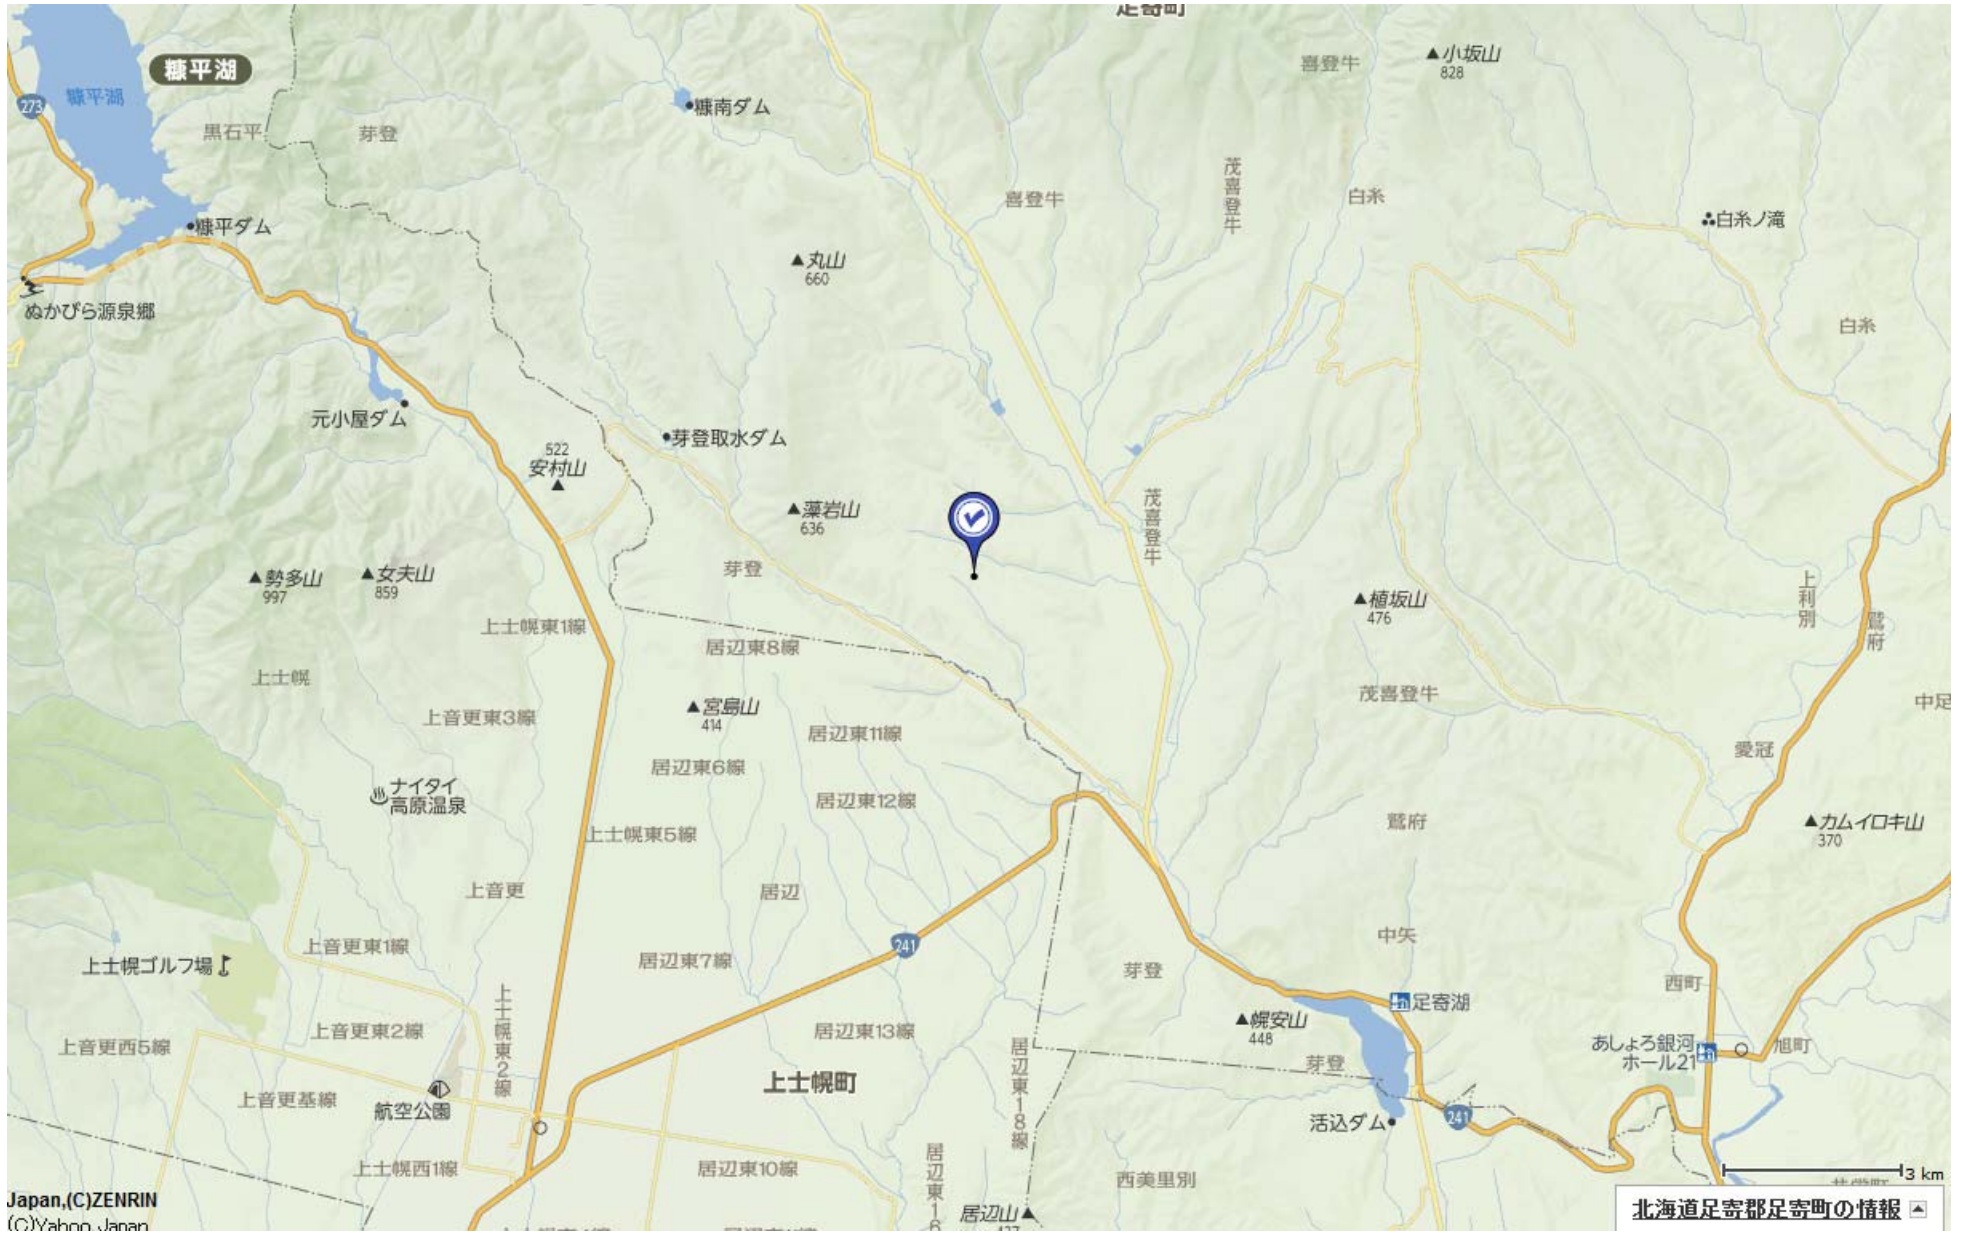 足寄町
糠平湖
糠平湖
273
黒石平
芽登
糠南ダム
喜登牛
小坂山
828
喜登牛
茂喜登牛
白糸
白糸ノ滝
糠平ダム
丸山
660
ぬかびら源泉郷
白糸
元小屋ダム
芽登取水ダム
522
安村山
藻岩山
636
茂喜登牛
芽登
勢多山
997
女夫山
859
植坂山
476
上利別
鷲府
上士幌東1線
居辺東8線
上士幌
茂喜登牛
中足
上音更東3線
宮島山
414
居辺東11線
居辺東6線
愛冠
ナイタイ
高原温泉
居辺東12線
上士幌東5線
鷲府
カムイロキ山
370
上音更
居辺
上音更東1線
241
中矢
上士幌ゴルフ場
居辺東7線
芽登
西町
上士幌東2線
足寄湖
上音更東2線
居辺東13線
幌安山
448
上音更西5線
居辺東18線
芽登
あしょろ銀河
ホール21
旭町
上士幌町
上音更基線
航空公園
活込ダム
241
上士幌西1線
居辺東10線
居辺東16
西美里別
3 km
Japan,(C)ZENRIN
(C)Yahoo Japan
居辺山
427
北海道足寄郡足寄町の情報